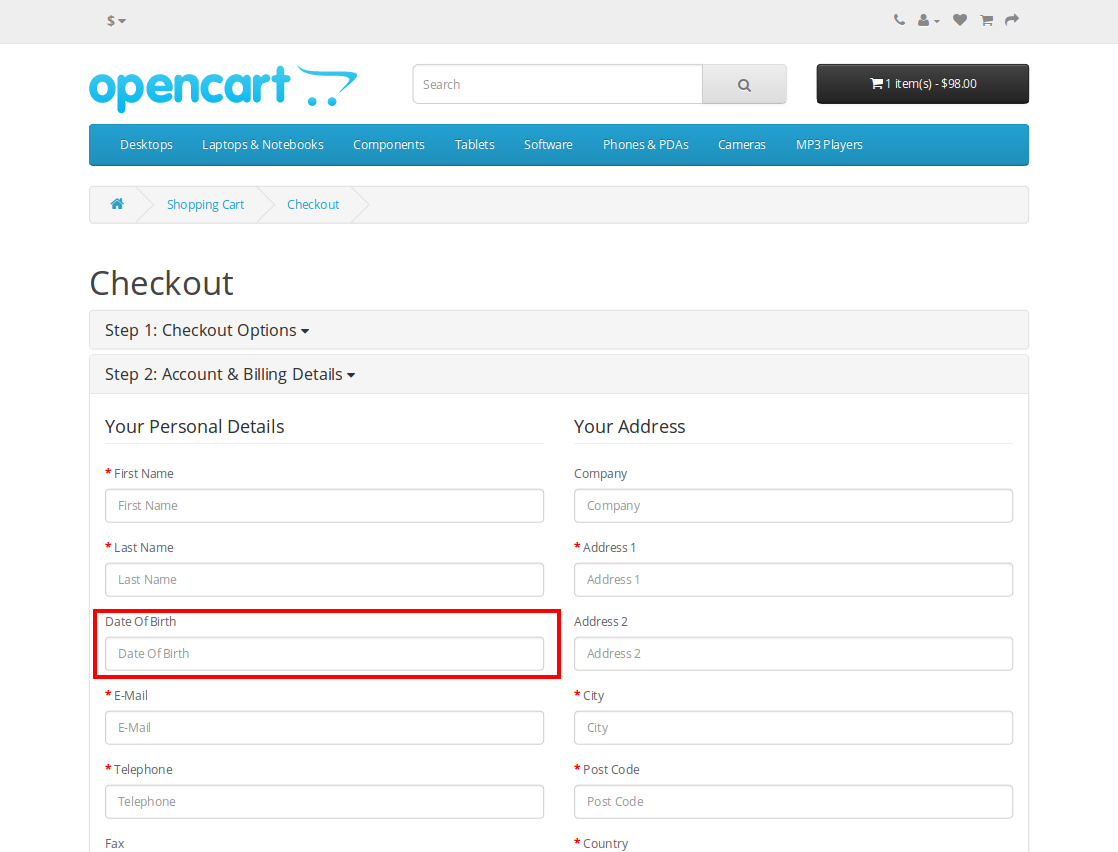 $
opencart
Search
1 item(s) - $98.00
Desktops
Laptops & Notebooks
Components
Tablets
Software
Phones & PDAs
Cameras
MP3 Players
Shopping Cart
Checkout
Checkout
Step 1: Checkout Options
Step 2: Account & Billing Details
Your Personal Details
* First Name
First Name
* Last Name
Last Name
Date Of Birth
Date Of Birth
* E-Mail
E-Mail
* Telephone
Telephone
Fax
Your Address
Company
Company
* Address 1
Address 1
Address 2
Address 2
* City
City
* Post Code
Post Code
* Country